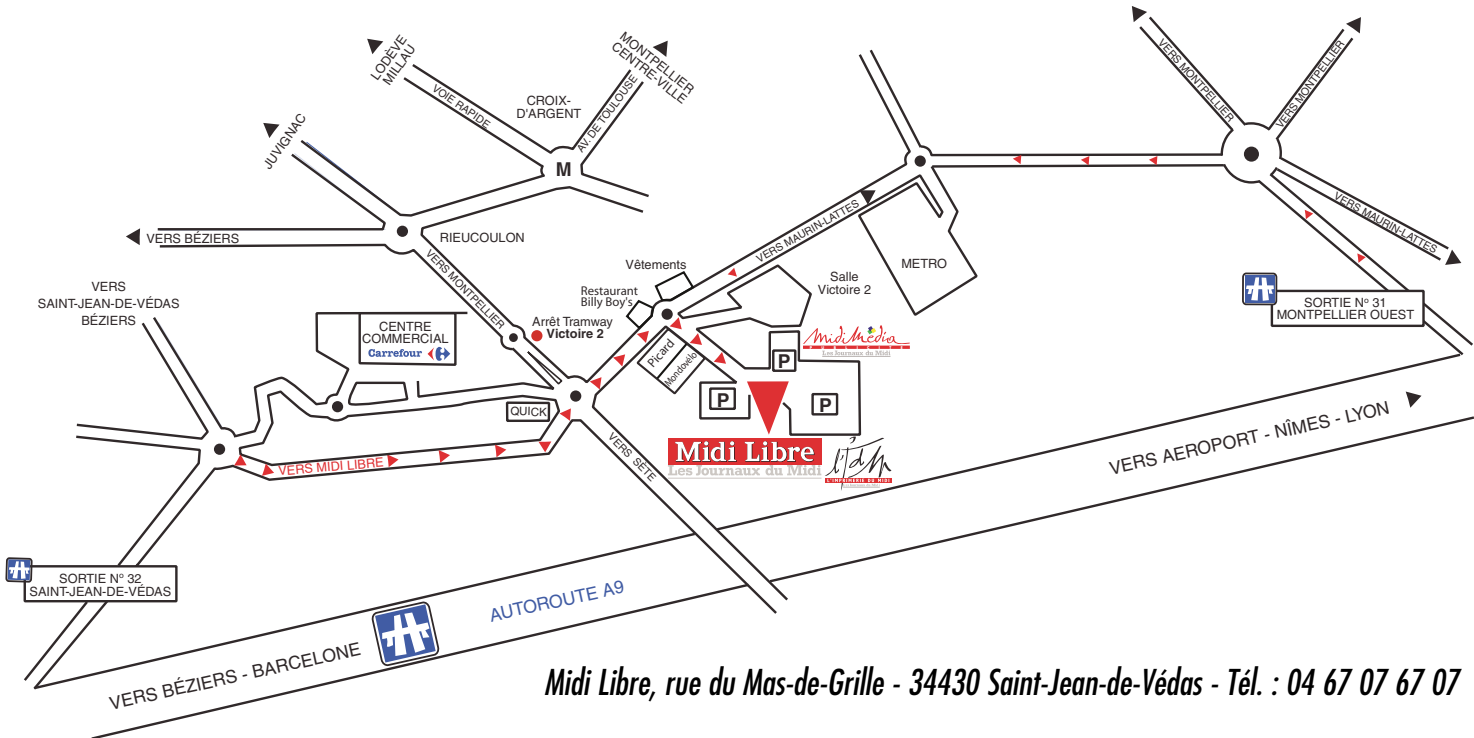 LODÈVE
MILLAU
VOIE RAPIDE
CROIX-
D'ARGENT
MONTPELLIER
CENTRE-VILLE
AV. DE TOULOUSE
M
JUVIGNAC
VERS BÉZIERS
RIEUCOULON
VERS MONTPELLIER
VERS MONTPELLIER
VERS MONTPELLIER
VERS MAURIN-LATTES
VERS MAURIN-LATTES
METRO
Vêtements
Salle
Victoire 2
Restaurant
Billy Boy's
Arrêt Tramway
Victoire 2
SORTIE Nº 31
MONTPELLIER OUEST
VERS
SAINT-JEAN-DE-VÉDAS
BÉZIERS
CENTRE
COMMERCIAL
Carrefour
Picard
Mondovélo
MidiMédia
PUBLICITÉ
Les Journaux du Midi
P
P
P
QUICK
VERS MIDI LIBRE
VERS SÈTE
Midi Libre
Les Journaux du Midi
L'IMPRIMERIE DU MIDI
SORTIE Nº 32
SAINT-JEAN-DE-VÉDAS
VERS AEROPORT - NÎMES - LYON
AUTOROUTE A9
VERS BÉZIERS - BARCELONE
Midi Libre, rue du Mas-de-Grille - 34430 Saint-Jean-de-Védas - Tél. : 04 67 07 67 07